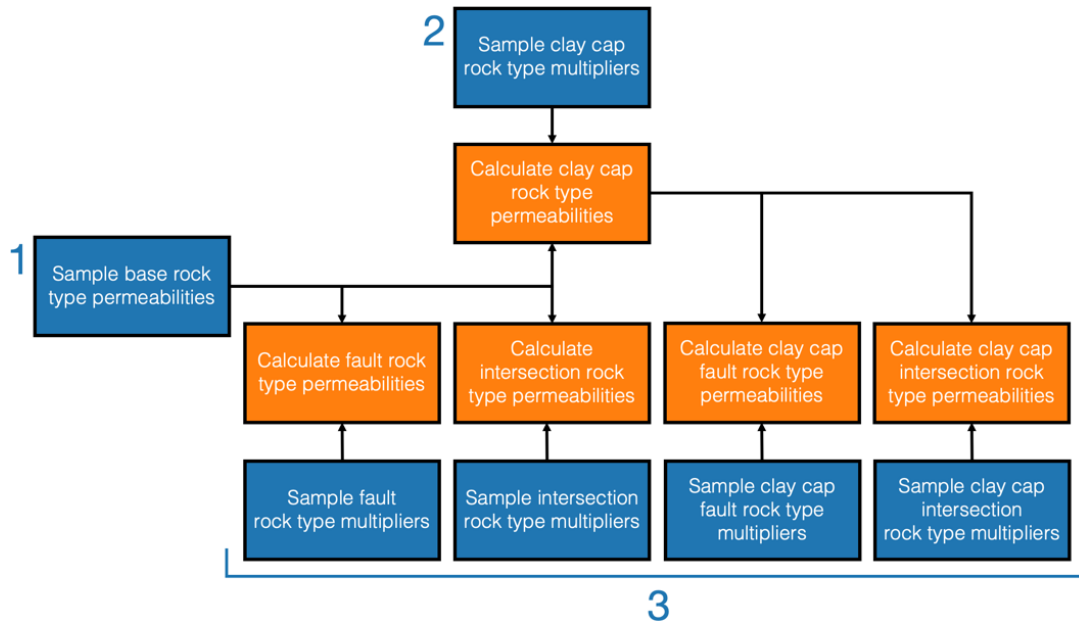 2
Sample clay cap
rock type multipliers
Calculate clay cap
rock type
permeabilities
1
Sample base rock
type permeabilities
Calculate fault rock
type permeabilities
Calculate
intersection rock
type permeabilities
Calculate clay cap
fault rock type
permeabilities
Calculate clay cap
intersection rock
type permeabilities
Sample fault
rock type multipliers
Sample intersection
rock type multipliers
Sample clay cap
fault rock type
multipliers
Sample clay cap
intersection
rock type multipliers
3